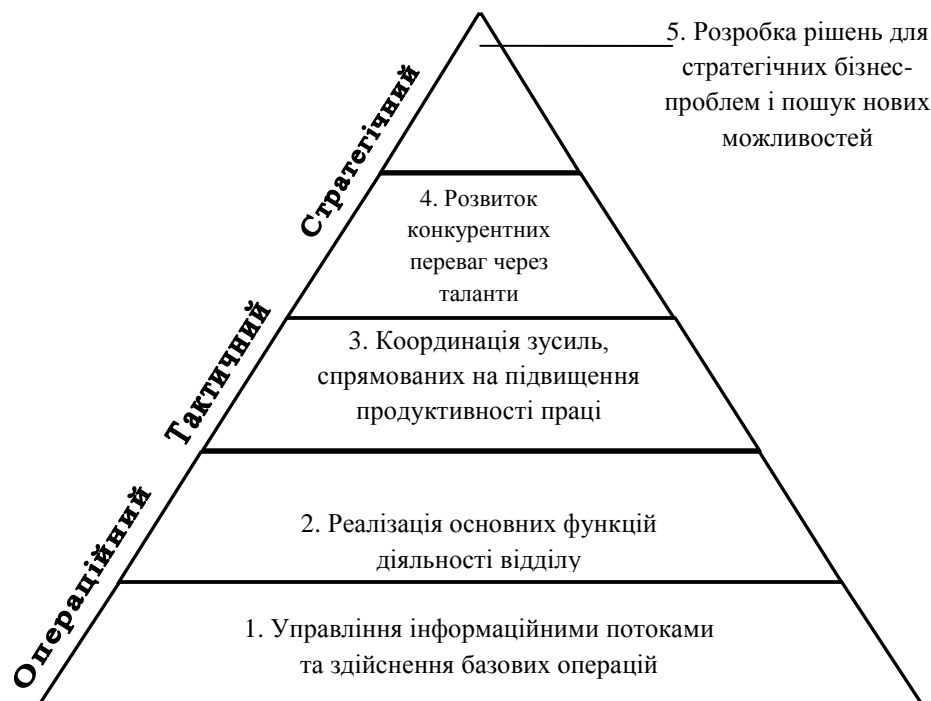 5. Розробка рішень для
стратегічних бізнес-
проблем і пошук нових
можливостей
Стратегічний
4. Розвиток
конкурентних
переваг через
таланти
Тактичний
3. Координація зусиль,
спрямованих на підвищення
продуктивності праці
Операційний
2. Реалізація основних функцій
діяльності відділу
1. Управління інформаційними потоками
та здійснення базових операцій